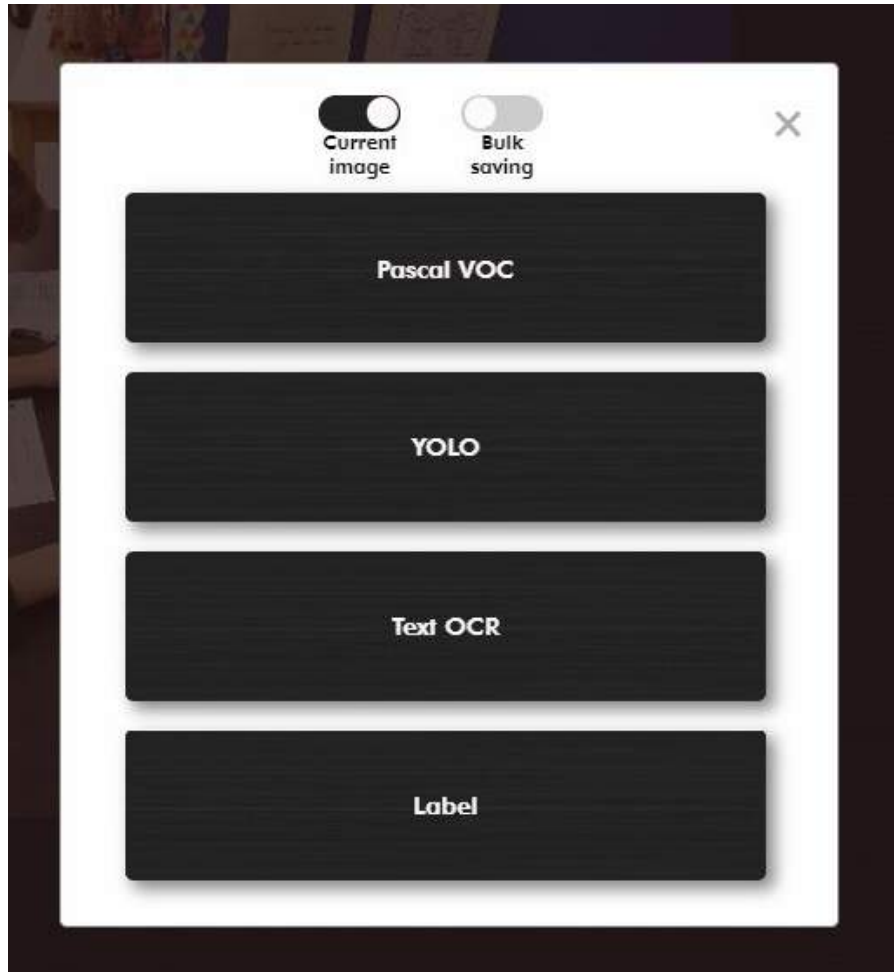 Current
image
Bulk
saving
Pascal VOC
YOLO
Text OCR
Label